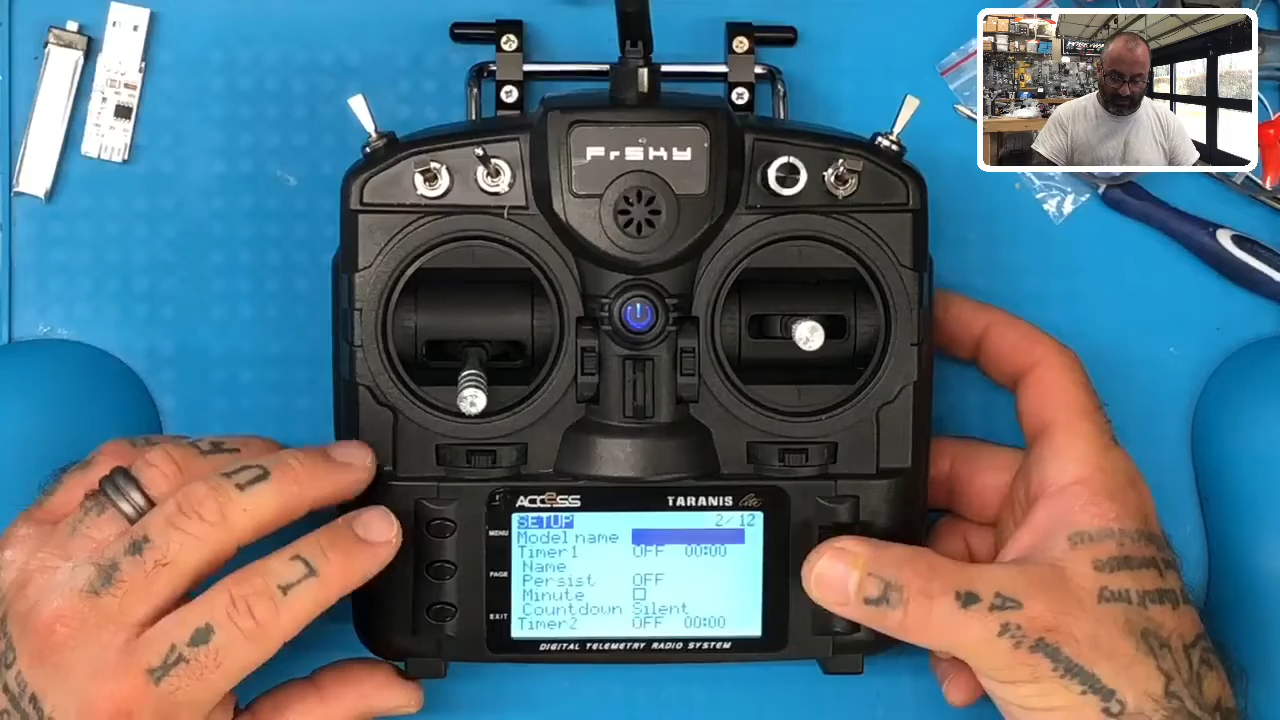 FrSKY
ACCESS
TARANIS lite
MENU
PAGE
EXIT
SETUP 2/12
Model name
Timer1 OFF 00:00
Name
Persist OFF
Minute
Countdown Silent
Timer2 OFF 00:00
DIGITAL TELEMETRY RADIO SYSTEM